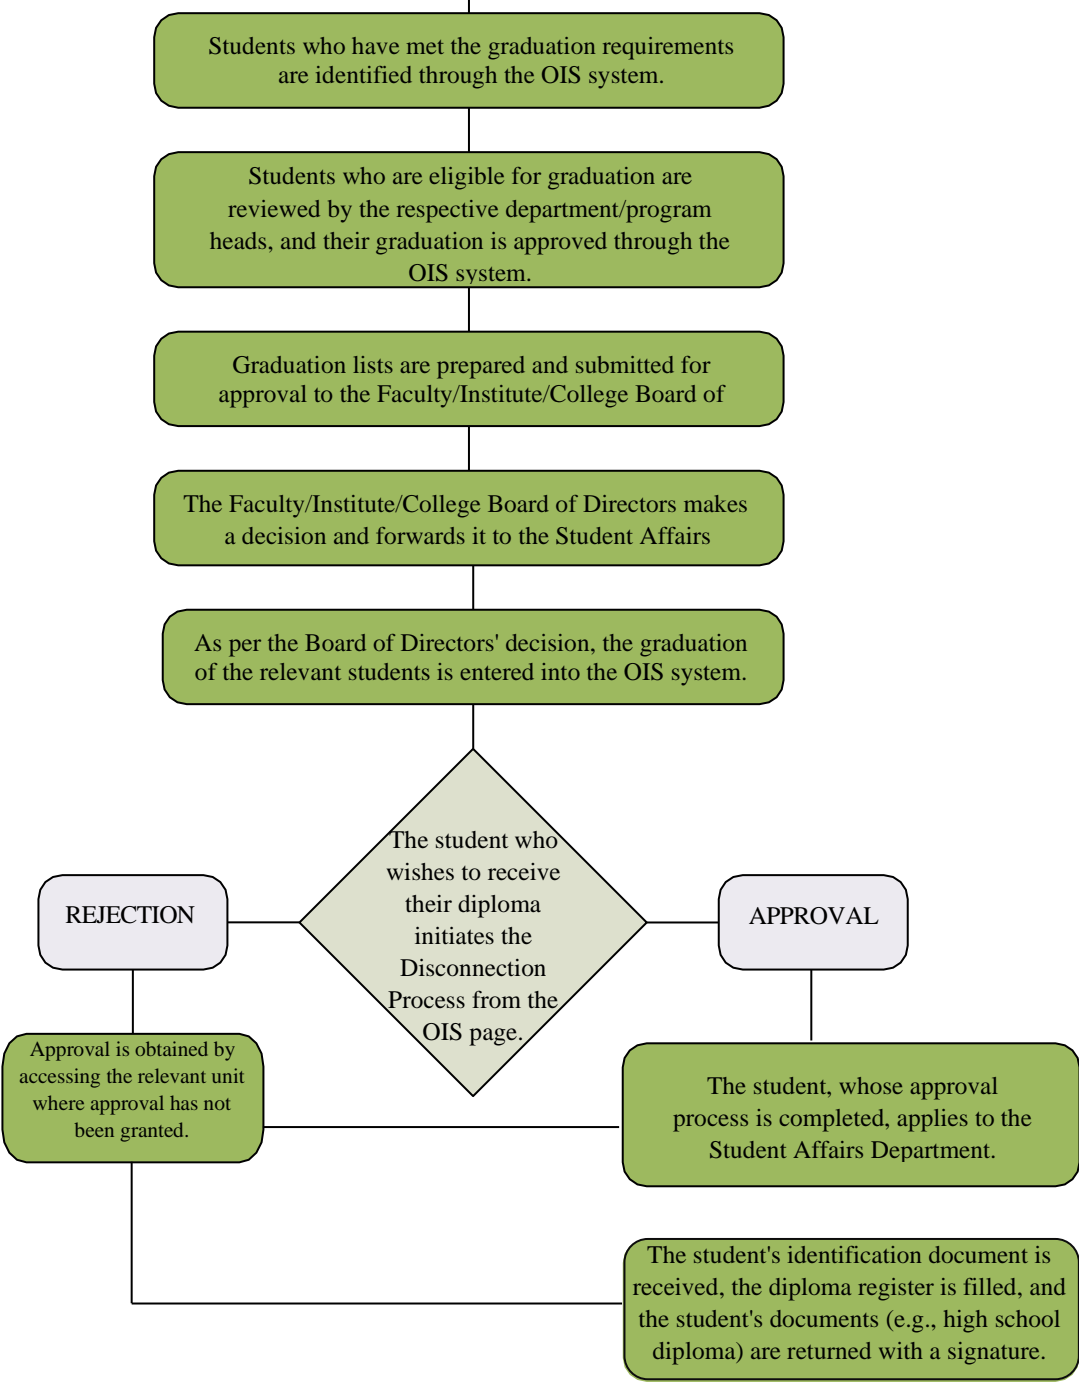 Students who have met the graduation requirements
are identified through the OIS system.
Students who are eligible for graduation are
reviewed by the respective department/program
heads, and their graduation is approved through the
OIS system.
Graduation lists are prepared and submitted for
approval to the Faculty/Institute/College Board of
The Faculty/Institute/College Board of Directors makes
a decision and forwards it to the Student Affairs
As per the Board of Directors' decision, the graduation
of the relevant students is entered into the OIS system.
The student who
wishes to receive
their diploma
initiates the
Disconnection
Process from the
OIS page.
REJECTION
APPROVAL
Approval is obtained by
accessing the relevant unit
where approval has not
been granted.
The student, whose approval
process is completed, applies to the
Student Affairs Department.
The student's identification document is
received, the diploma register is filled, and
the student's documents (e.g., high school
diploma) are returned with a signature.